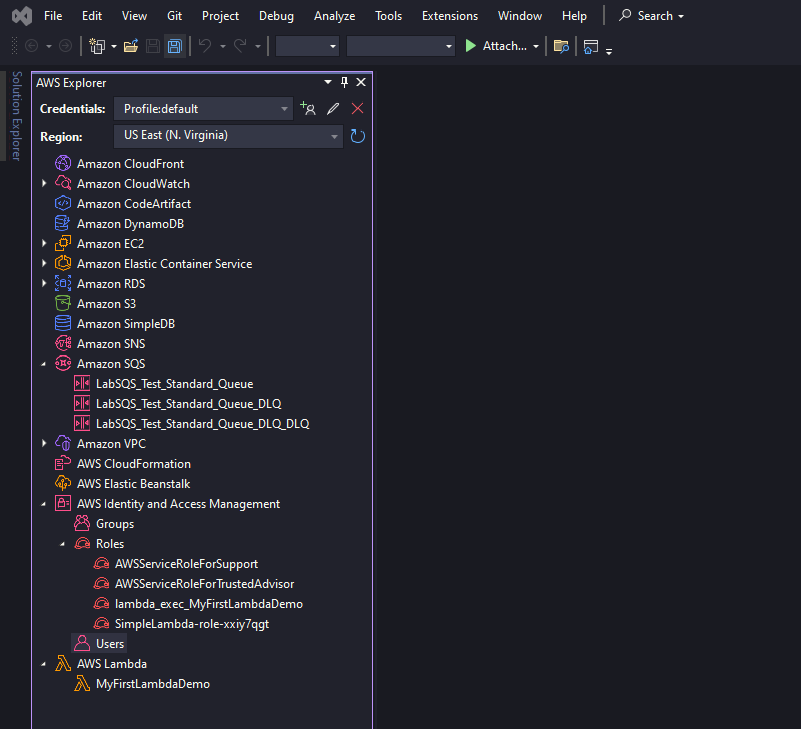 File Edit View Git Project Debug Analyze Tools Extensions Window Help Search
Attach...
Solution Explorer
AWS Explorer
Credentials: Profile:default
Region: US East (N. Virginia)
Amazon CloudFront
Amazon CloudWatch
Amazon CodeArtifact
Amazon DynamoDB
Amazon EC2
Amazon Elastic Container Service
Amazon RDS
Amazon S3
Amazon SimpleDB
Amazon SNS
Amazon SQS
LabSQS_Test_Standard_Queue
LabSQS_Test_Standard_Queue_DLQ
LabSQS_Test_Standard_Queue_DLQ_DLQ
Amazon VPC
AWS CloudFormation
AWS Elastic Beanstalk
AWS Identity and Access Management
Groups
Roles
AWSServiceRoleForSupport
AWSServiceRoleForTrustedAdvisor
lambda_exec_MyFirstLambdaDemo
SimpleLambda-role-xxiy7qgt
Users
AWS Lambda
MyFirstLambdaDemo